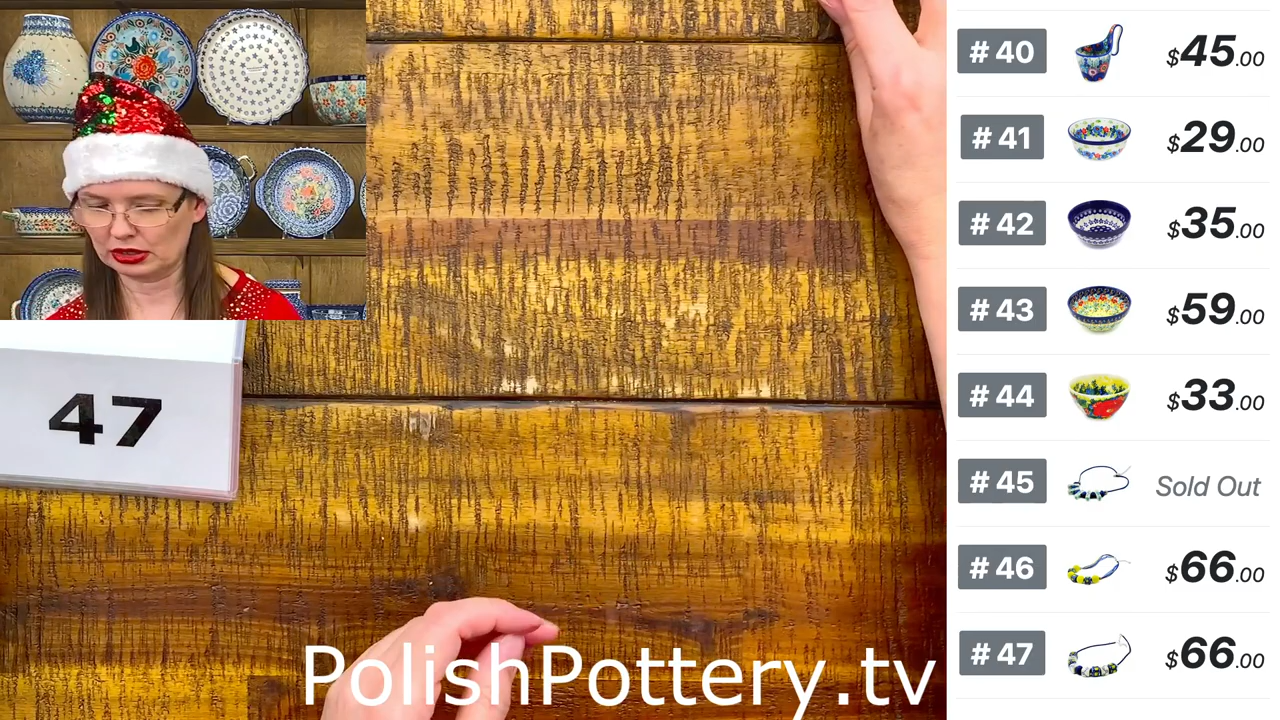 47
PolishPottery.tv
# 40 $45.00
# 41 $29.00
# 42 $35.00
# 43 $59.00
# 44 $33.00
# 45 Sold Out
# 46 $66.00
# 47 $66.00